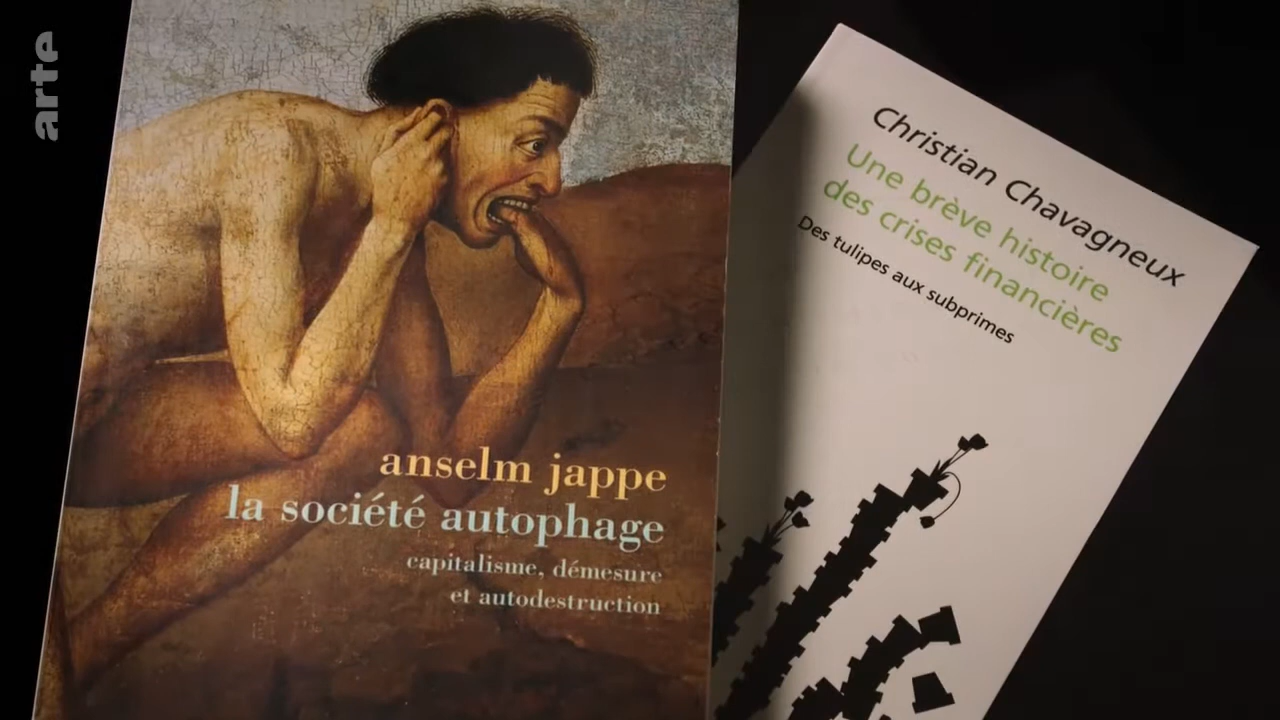 arte
anselm jappe
la société autophage
capitalisme, démesure
et autodestruction
Christian Chavagneux
Une brève histoire
des crises financières
Des tulipes aux subprimes